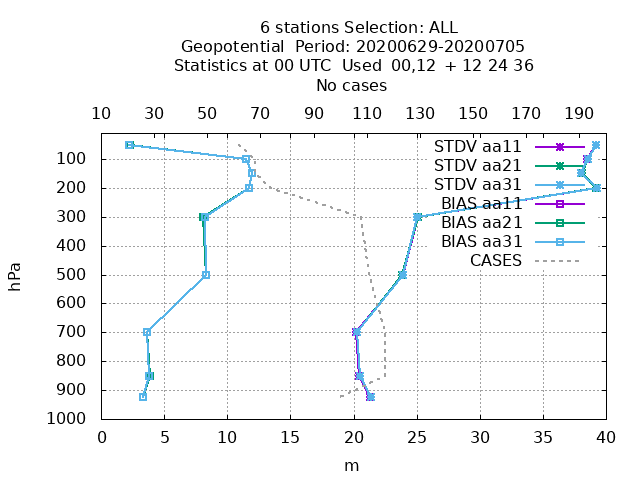 6 stations Selection: ALL
Geopotential  Period: 20200629-20200705
Statistics at 00 UTC  Used  00,12  + 12 24 36
No cases
10 30 50 70 90 110 130 150 170 190
STDV aa11
STDV aa21
STDV aa31
BIAS aa11
BIAS aa21
BIAS aa31
CASES
100
200
300
400
500
600
700
800
900
1000
hPa
0 5 10 15 20 25 30 35 40
m